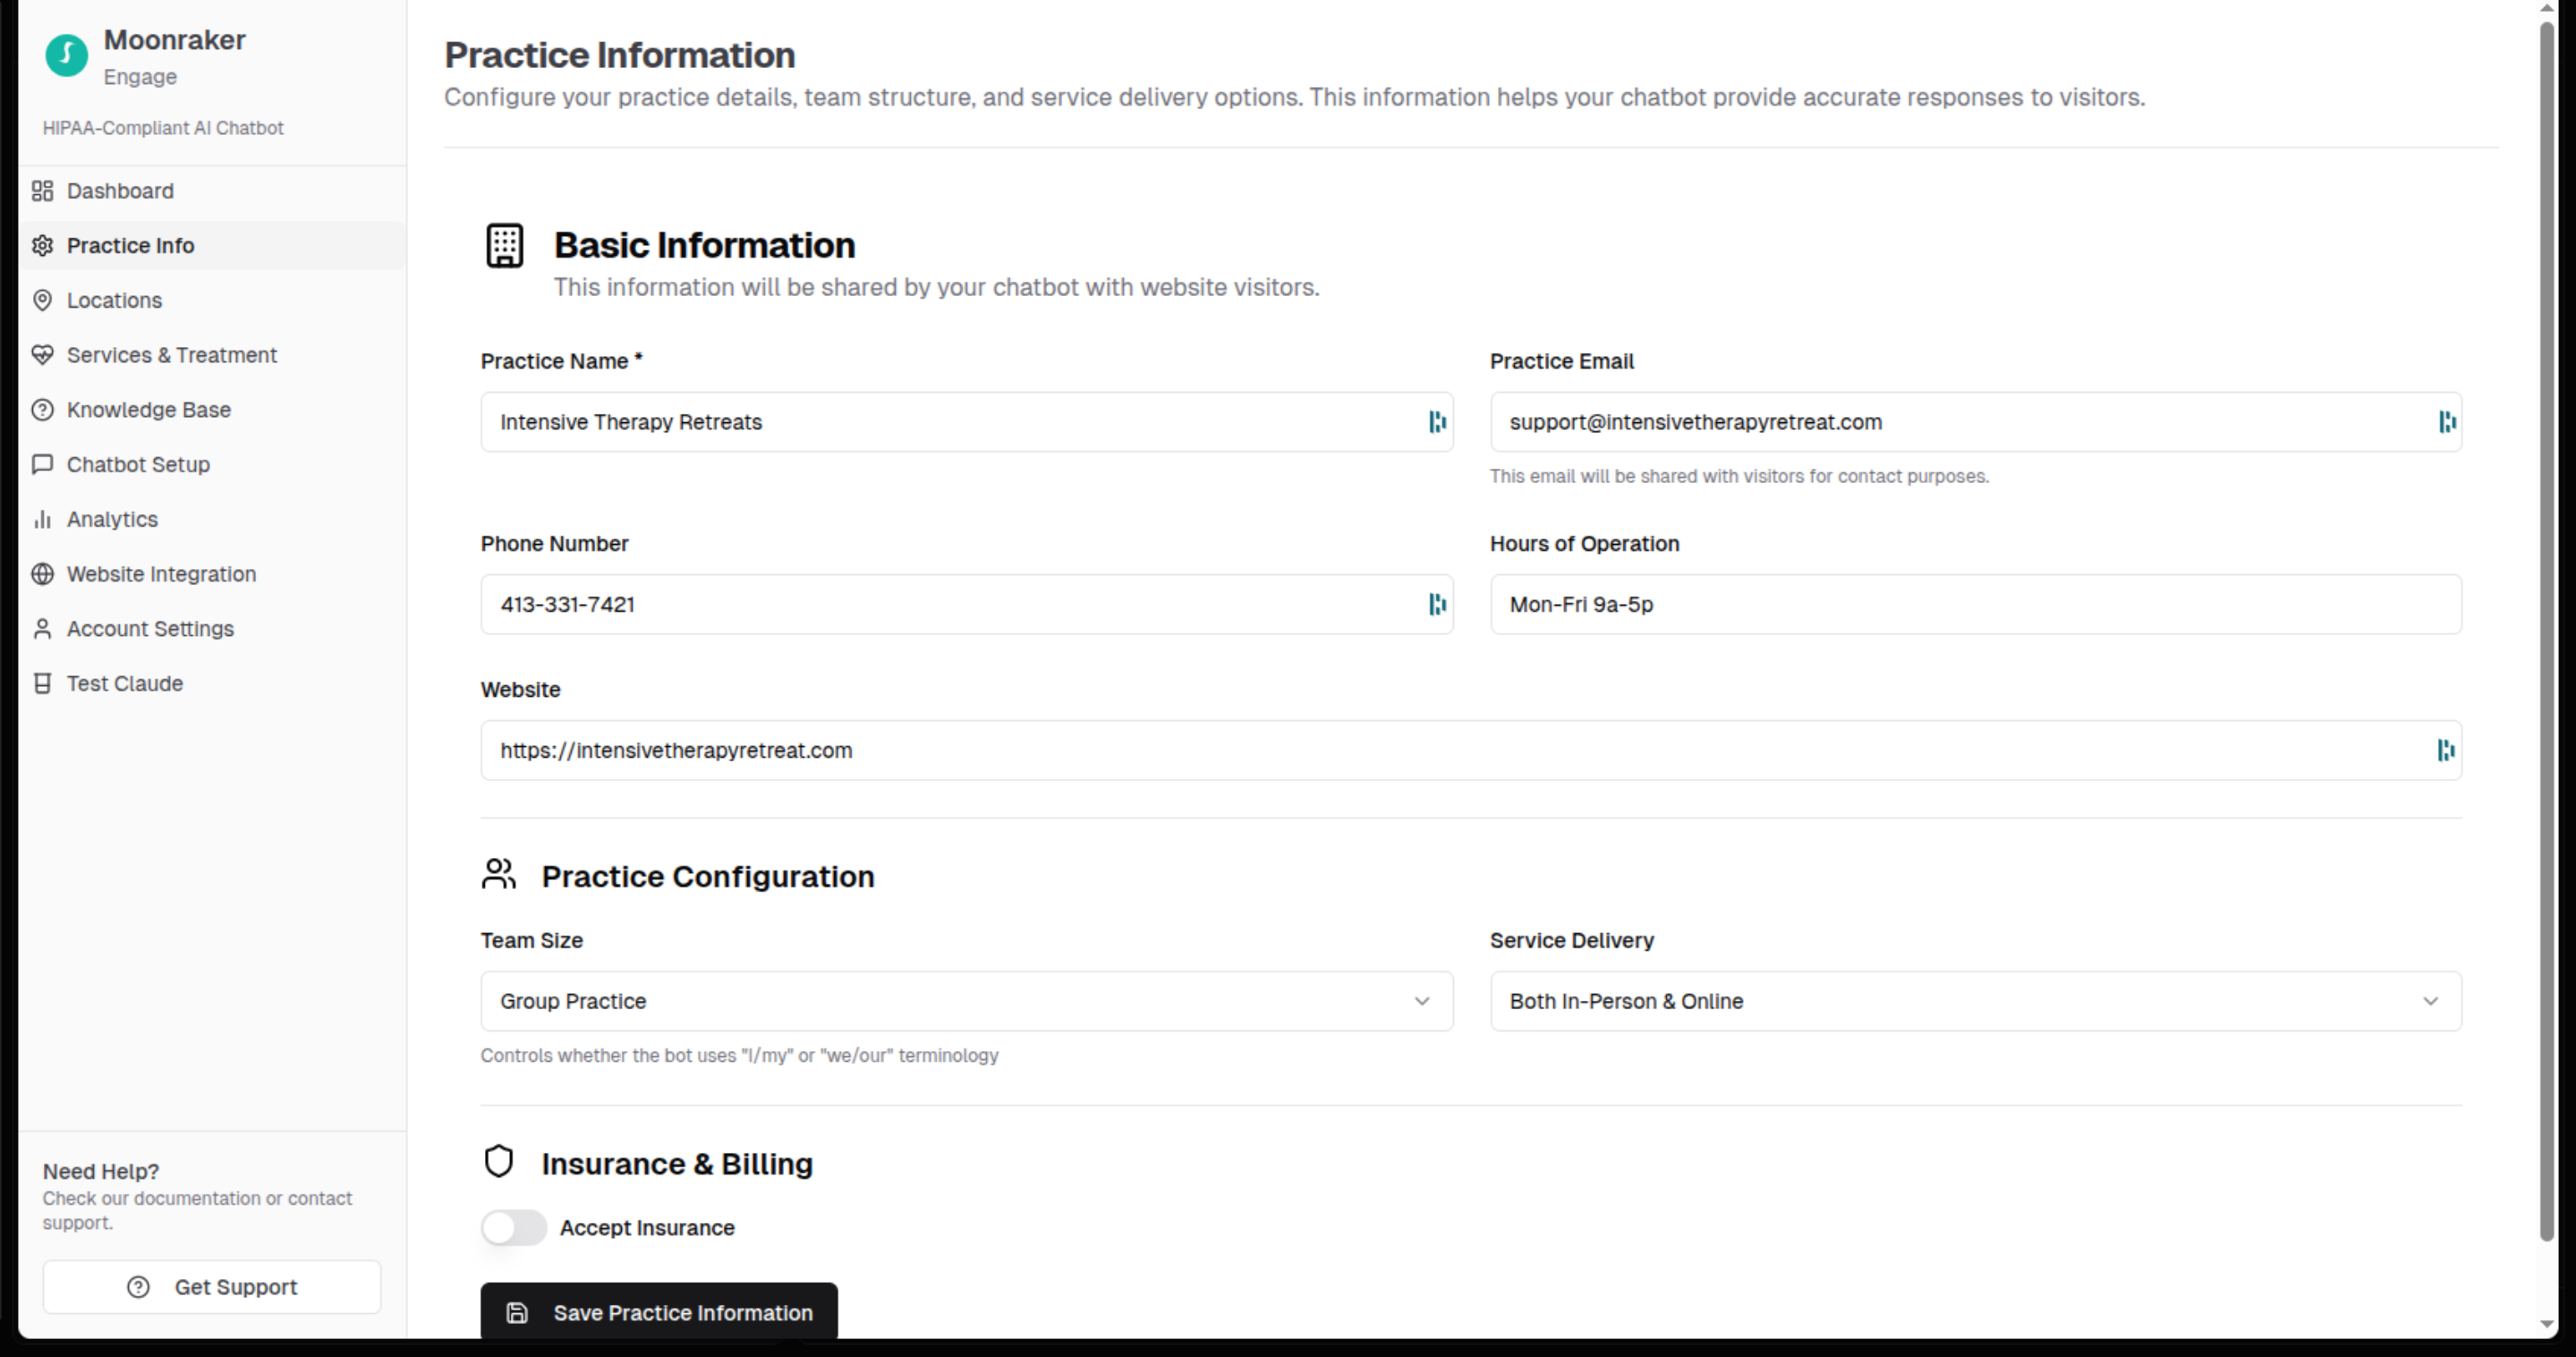 Moonraker
Engage
HIPAA-Compliant AI Chatbot
Dashboard
Practice Info
Locations
Services & Treatment
Knowledge Base
Chatbot Setup
Analytics
Website Integration
Account Settings
Test Claude
Need Help?
Check our documentation or contact
support.
Get Support
Practice Information
Configure your practice details, team structure, and service delivery options. This information helps your chatbot provide accurate responses to visitors.
Basic Information
This information will be shared by your chatbot with website visitors.
Practice Name *
Intensive Therapy Retreats
Practice Email
support@intensivetherapyretreat.com
This email will be shared with visitors for contact purposes.
Phone Number
413-331-7421
Hours of Operation
Mon-Fri 9a-5p
Website
https://intensivetherapyretreat.com
Practice Configuration
Team Size
Group Practice
Controls whether the bot uses "I/my" or "we/our" terminology
Service Delivery
Both In-Person & Online
Insurance & Billing
Accept Insurance
Save Practice Information